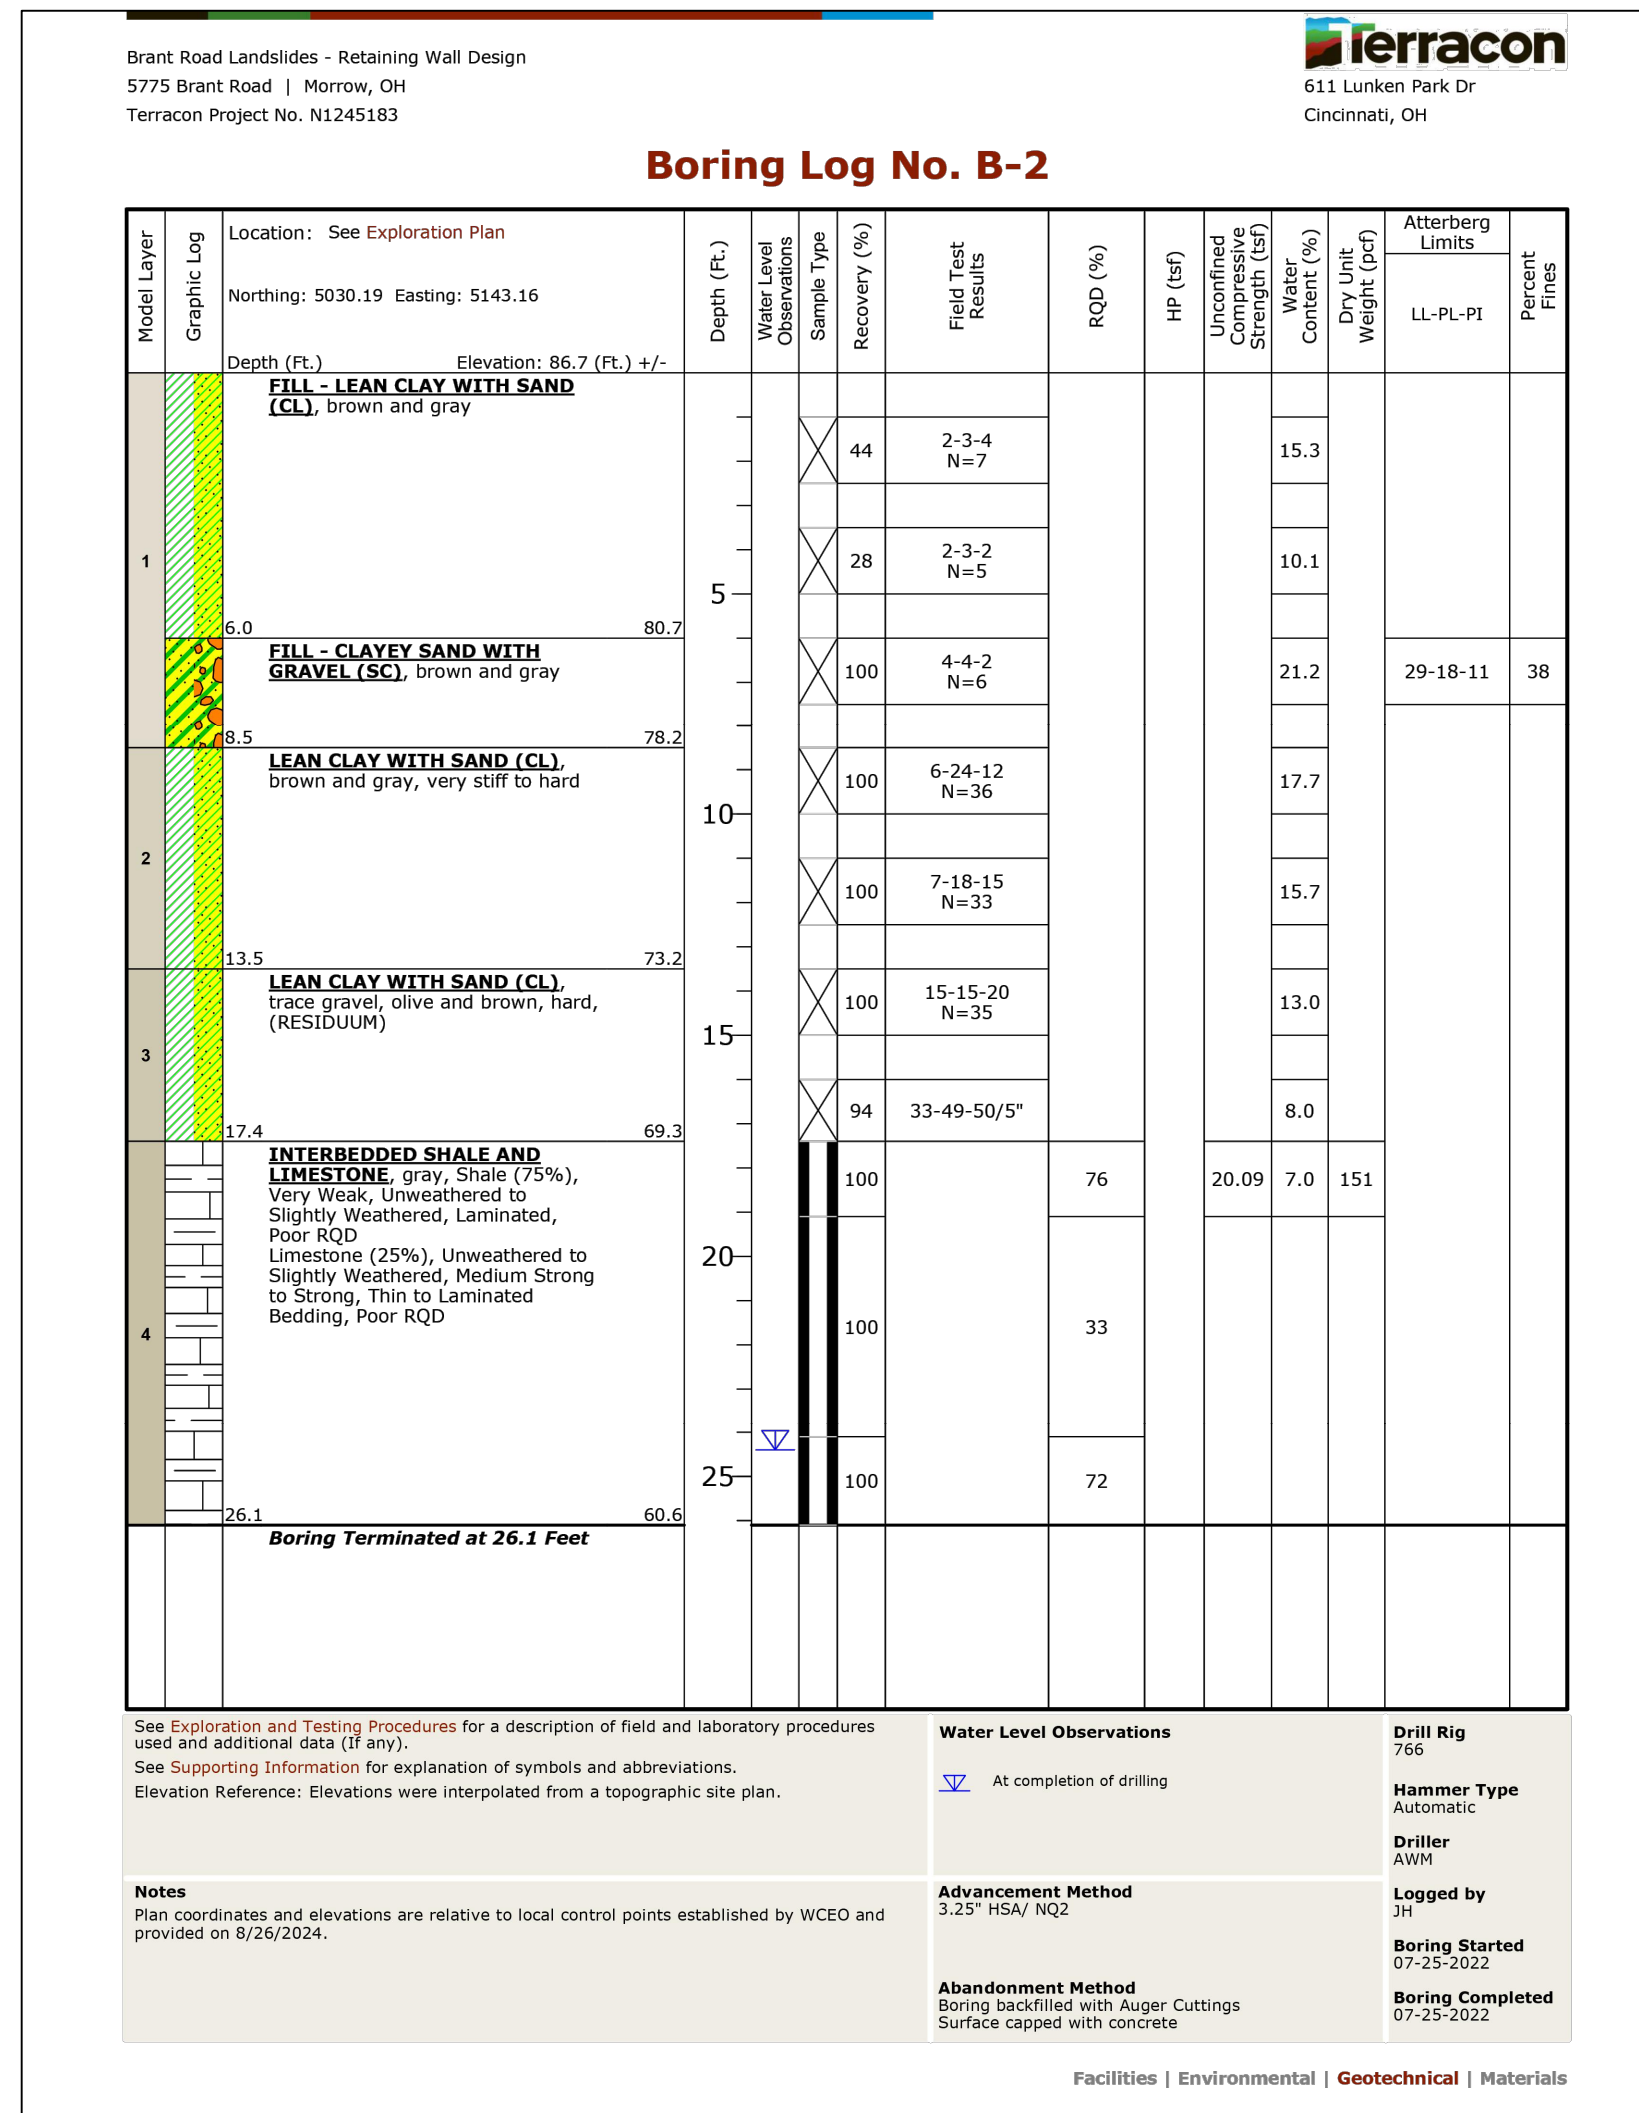 Brant Road Landslides - Retaining Wall Design
5775 Brant Road | Morrow, OH
Terracon Project No. N1245183
Terracon
611 Lunken Park Dr
Cincinnati, OH
Boring Log No. B-2
Model Layer
Graphic Log
Location: See Exploration Plan
Northing: 5030.19 Easting: 5143.16
Depth (Ft.) Elevation: 86.7 (Ft.) +/-
Depth (Ft.)
Water Level
Observations
Sample Type
Recovery (%)
Field Test
Results
RQD (%)
HP (tsf)
Unconfined
Compressive
Strength (tsf)
Water
Content (%)
Dry Unit
Weight (pcf)
Atterberg
Limits
LL-PL-PI
Percent
Fines
1
FILL - LEAN CLAY WITH SAND
(CL), brown and gray
44
2-3-4
N=7
15.3
28
2-3-2
N=5
10.1
5
6.0 80.7
FILL - CLAYEY SAND WITH
GRAVEL (SC), brown and gray
100
4-4-2
N=6
21.2
29-18-11
38
8.5 78.2
2
LEAN CLAY WITH SAND (CL),
brown and gray, very stiff to hard
100
6-24-12
N=36
17.7
10
100
7-18-15
N=33
15.7
13.5 73.2
3
LEAN CLAY WITH SAND (CL),
trace gravel, olive and brown, hard,
(RESIDUUM)
100
15-15-20
N=35
13.0
15
94
33-49-50/5"
8.0
17.4 69.3
4
INTERBEDDED SHALE AND
LIMESTONE, gray, Shale (75%),
Very Weak, Unweathered to
Slightly Weathered, Laminated,
Poor RQD
Limestone (25%), Unweathered to
Slightly Weathered, Medium Strong
to Strong, Thin to Laminated
Bedding, Poor RQD
100
76
20.09
7.0
151
20
100
33
25
100
72
26.1 60.6
Boring Terminated at 26.1 Feet
See Exploration and Testing Procedures for a description of field and laboratory procedures
used and additional data (If any).
See Supporting Information for explanation of symbols and abbreviations.
Elevation Reference: Elevations were interpolated from a topographic site plan.
Water Level Observations
At completion of drilling
Drill Rig
766
Hammer Type
Automatic
Driller
AWM
Logged by
JH
Boring Started
07-25-2022
Boring Completed
07-25-2022
Notes
Plan coordinates and elevations are relative to local control points established by WCEO and
provided on 8/26/2024.
Advancement Method
3.25" HSA/ NQ2
Abandonment Method
Boring backfilled with Auger Cuttings
Surface capped with concrete
Facilities | Environmental | Geotechnical | Materials